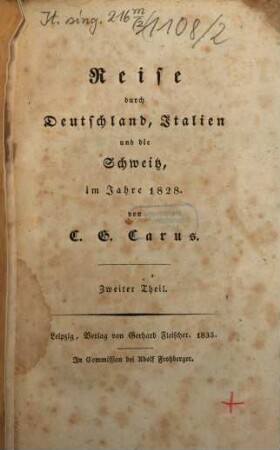 It. sing. 216 m/3/1108/2
Reise
durch
Deutschland, Italien
und die
Schweitz,
im Jahre 1828.
von
C. G. Carus.
Zweiter Theil.
Leipzig, Verlag von Gerhard Fleischer. 1835.
In Commission bei Adolf Frohberger.